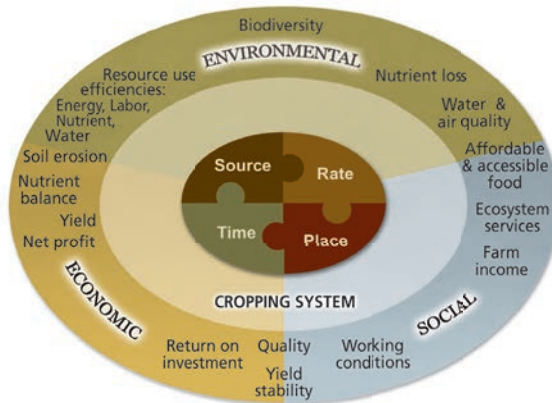 Biodiversity
ENVIRONMENTAL
Resource use
efficiencies:
Energy, Labor,
Nutrient,
Water
Nutrient loss
Water &
air quality
Soil erosion
Nutrient
balance
Yield
Net profit
Affordable
& accessible
food
Ecosystem
services
Farm
income
Source
Rate
Time
Place
CROPPING SYSTEM
ECONOMIC
SOCIAL
Return on
investment
Quality
Yield
stability
Working
conditions